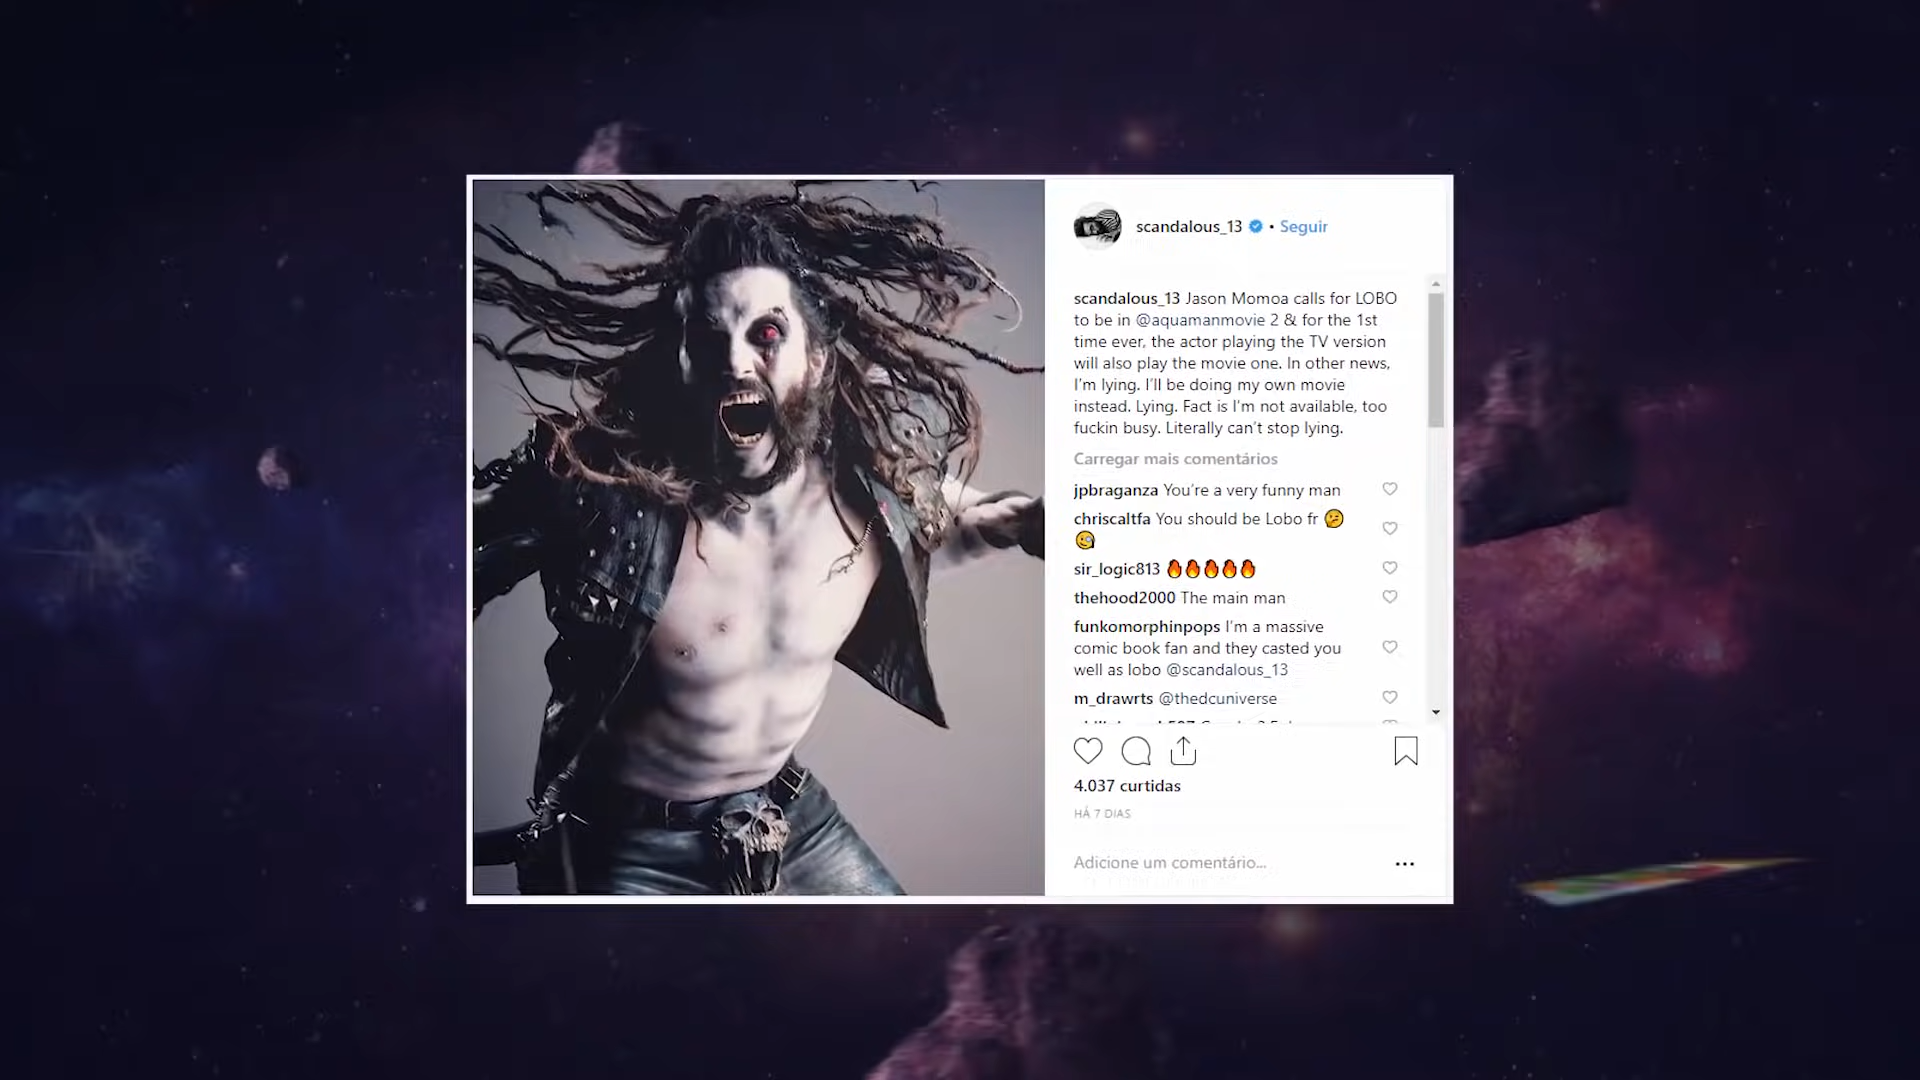 scandalous_13 • Seguir
scandalous_13 Jason Momoa calls for LOBO
to be in @aquamanmovie 2 & for the 1st
time ever, the actor playing the TV version
will also play the movie one. In other news,
I'm lying. I'll be doing my own movie
instead. Lying. Fact is I'm not available, too
fuckin busy. Literally can't stop lying.
Carregar mais comentários
jpbraganza You're a very funny man
chriscaltfa You should be Lobo fr 
sir_logic813 🔥🔥🔥🔥🔥
thehood2000 The main man
funkomorphinpops I'm a massive
comic book fan and they casted you
well as lobo @scandalous_13
m_drawrts @thedcuniverse
4.037 curtidas
HÁ 7 DIAS
Adicione um comentário...